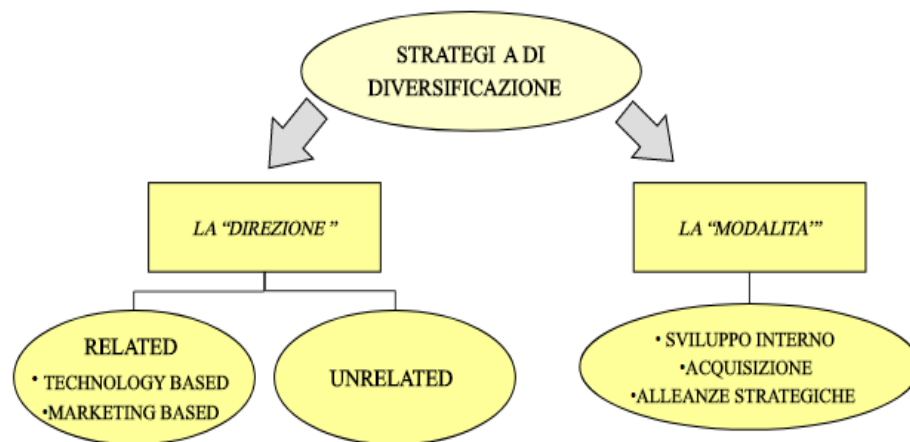 STRATEGI A DI
DIVERSIFICAZIONE
LA “DIREZIONE ”
LA “MODALITA’”
RELATED
• TECHNOLOGY BASED
•MARKETING BASED
UNRELATED
• SVILUPPO INTERNO
•ACQUISIZIONE
•ALLEANZE STRATEGICHE